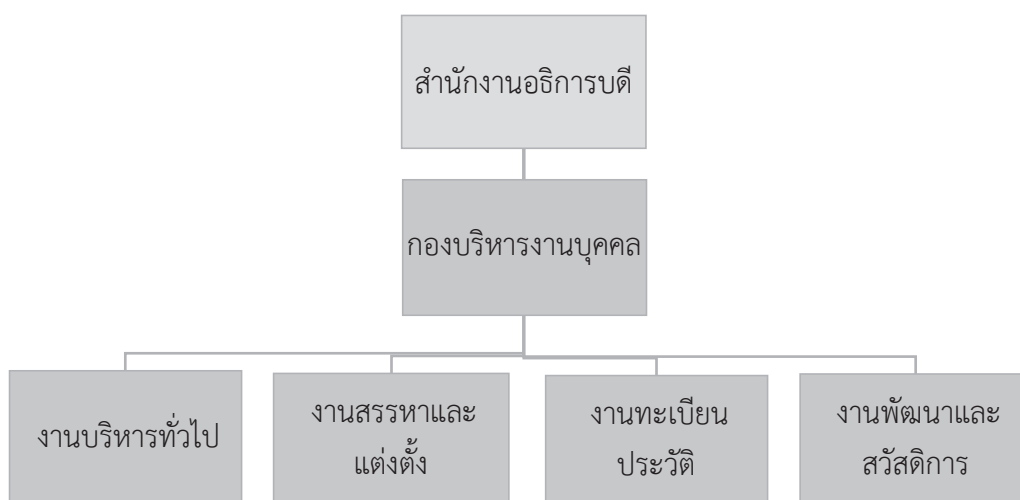 สำนักงานอธิการบดี
กองบริหารงานบุคคล
งานบริหารทั่วไป
งานสรรหาและ
แต่งตั้ง
งานทะเบียน
ประวัติ
งานพัฒนาและ
สวัสดิการ